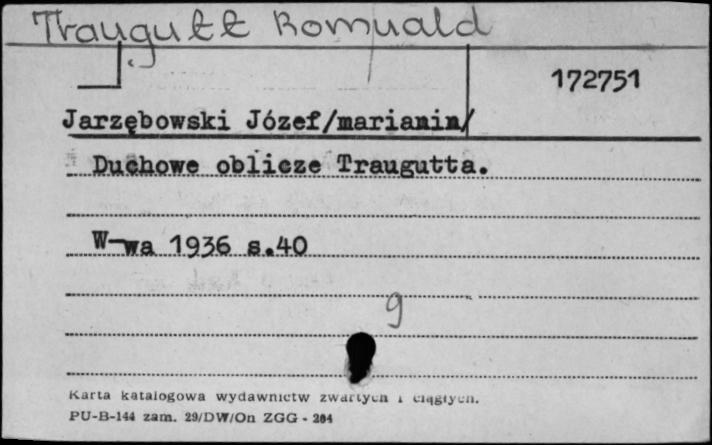 Traugutt Romuald
172751
Jarzębowski Józef/marianin/
Duchowe oblicze Traugutta.
W-wa 1936 s.40
9
Karta katalogowa wydawnictw zwartych i ciągłych.
PU-B-144 zam. 29/DW/On ZGG - 204